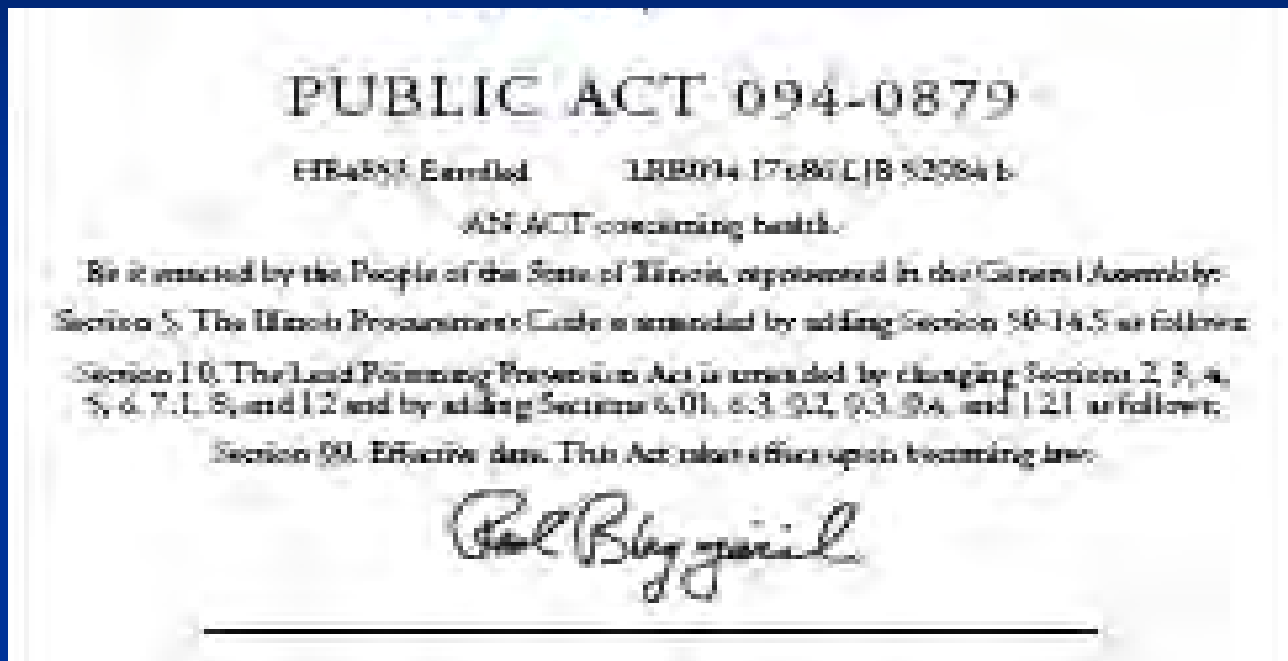 PUBLIC ACT 094-0879
HB4853 Enrolled LRB094
AN ACT concerning health.
Be it enacted by the People of the State of Illinois, represented in the General Assembly:
Section 5. The Illinois Procurement Code is amended by adding Section 50-14.5 as follows:
Section 10. The Lead Poisoning Prevention Act is amended by changing Sections 2, 3, 4,
5, 6, 7.1, 8, and 12 and by adding Sections 6.01, 6.3, 9.2, 9.3, 9.4, and 12.1 as follows:
Section 99. Effective date. This Act takes effect upon becoming law.